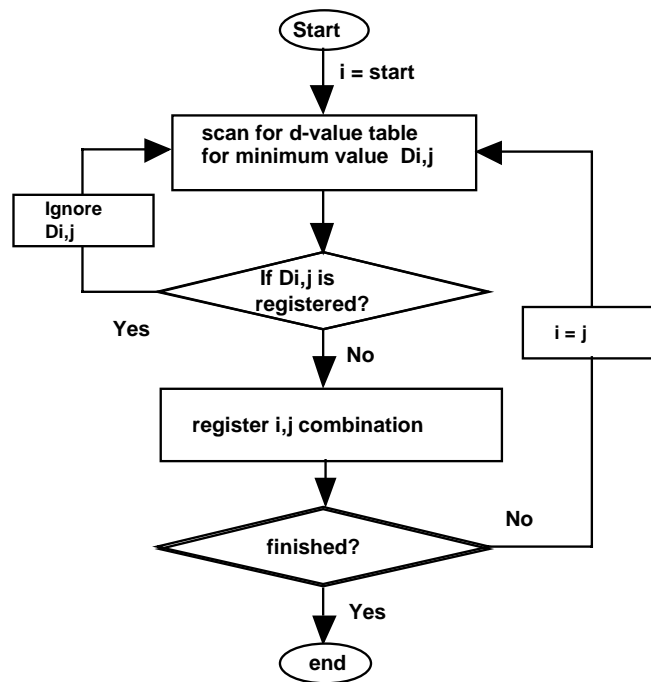 Start
i = start
scan for d-value table
for minimum value Di,j
Ignore
Di,j
If Di,j is
registered?
Yes
No
i = j
register i,j combination
finished?
No
Yes
end